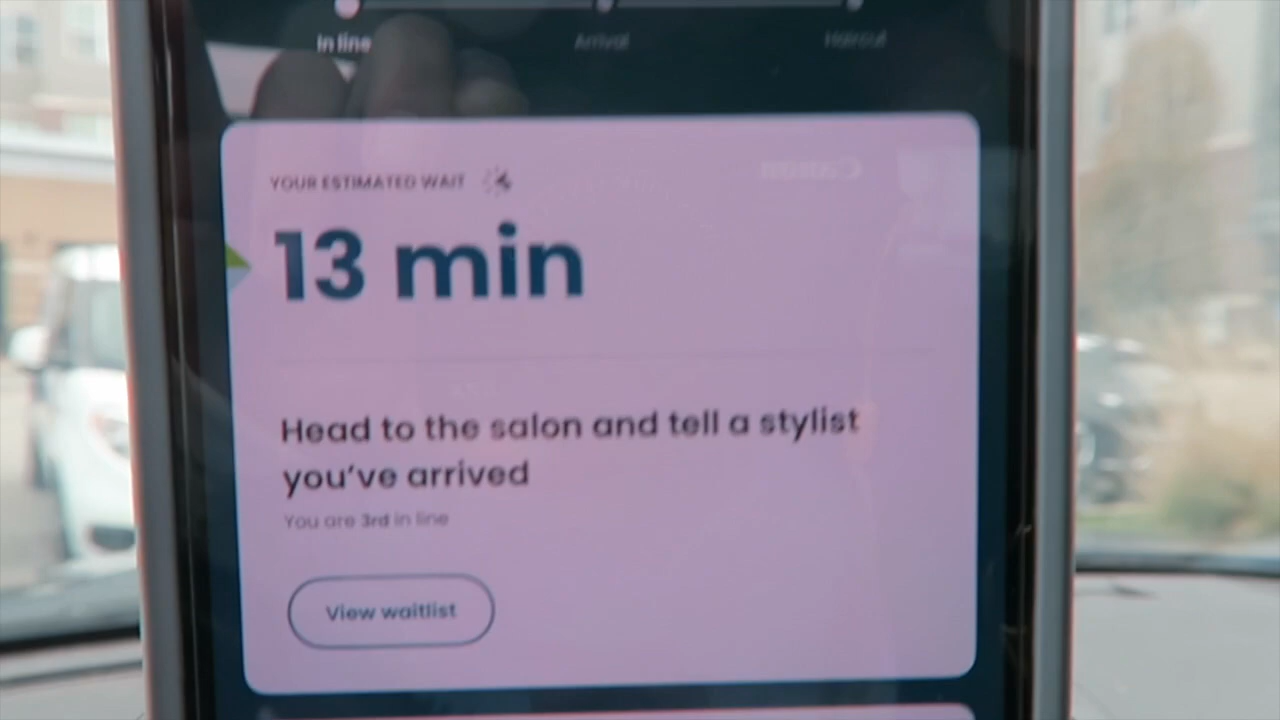 In line Arrival Haircut
YOUR ESTIMATED WAIT
13 min
Head to the salon and tell a stylist
you've arrived
You are 3rd in line
View waitlist